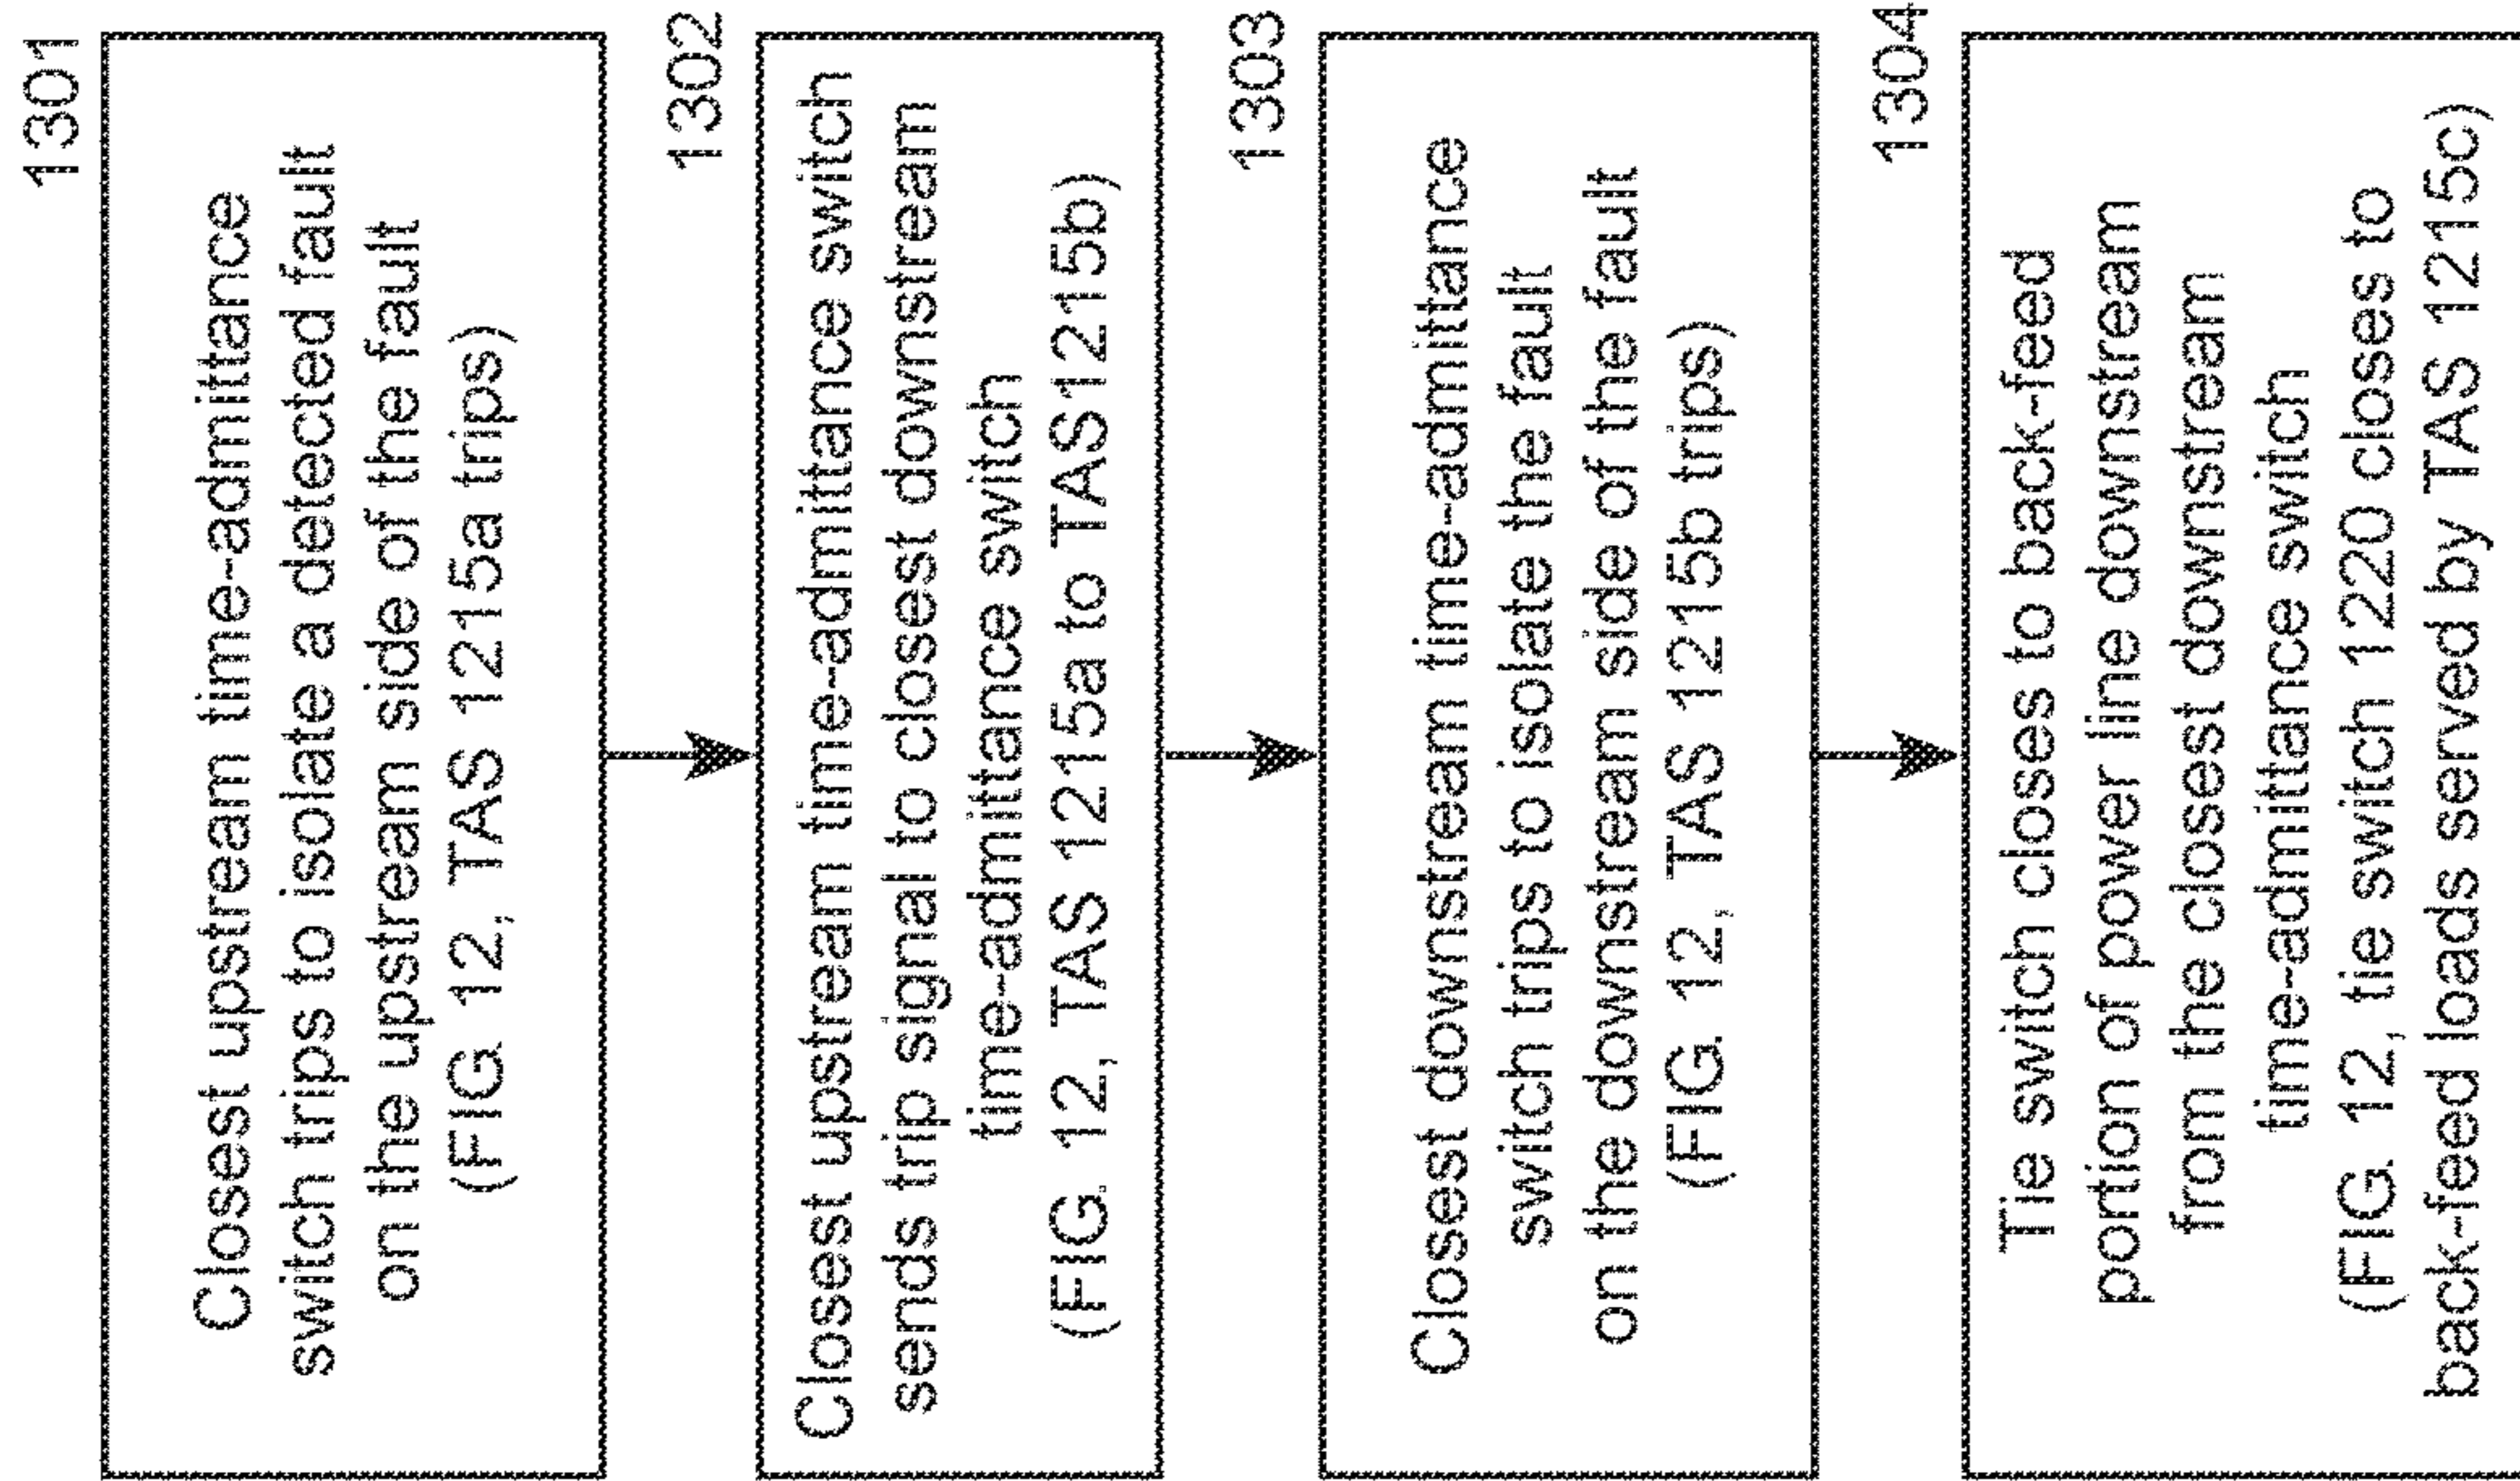 1301
Closest upstream time-admittance
switch trips to isolate a detected fault
on the upstream side of the fault
(FIG. 12, TAS 1215a trips)
1302
Closest upstream time-admittance switch
sends trip signal to closest downstream
time-admittance switch
(FIG. 12, TAS 1215a to TAS1215b)
1303
Closest downstream time-admittance
switch trips to isolate the fault
on the downstream side of the fault
(FIG. 12, TAS 1215b trips)
1304
Tie switch closes to back-feed
portion of power line downstream
from the closest downstream
time-admittance switch
(FIG. 12, tie switch 1220 closes to
back-feed loads served by TAS 1215c)